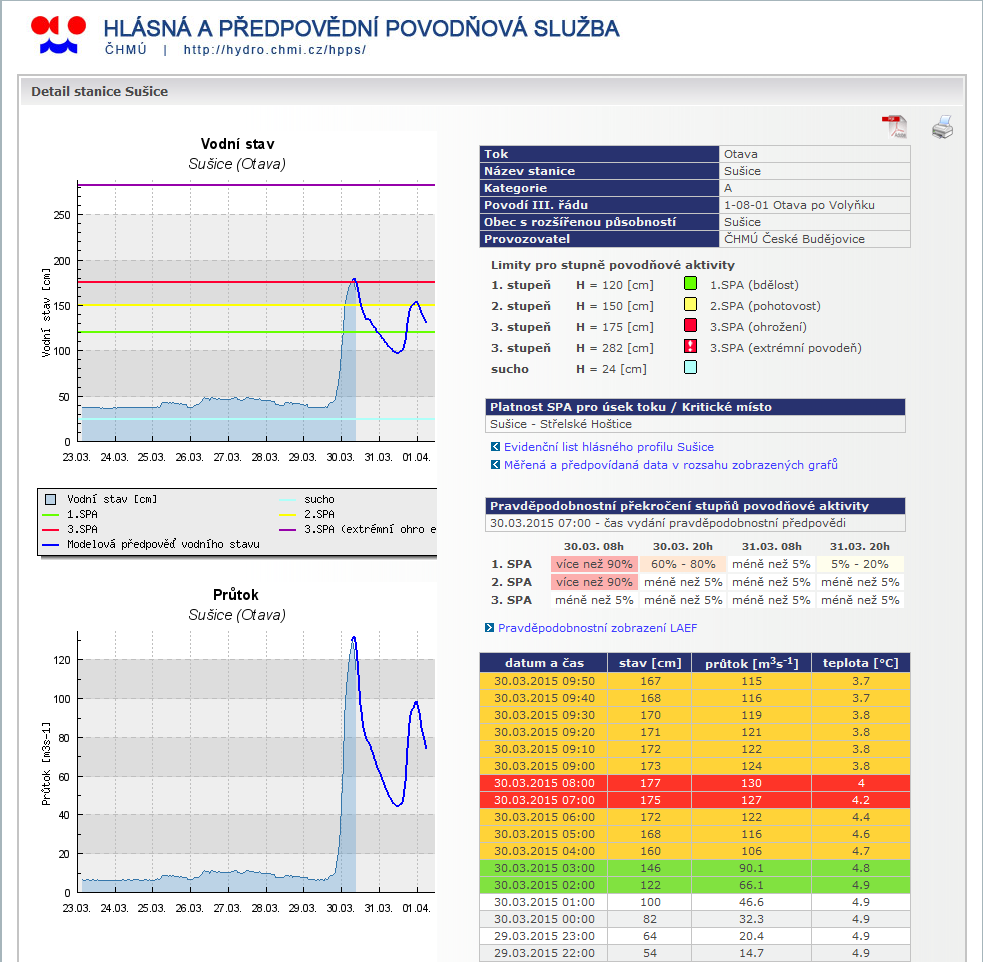 HLÁSNÁ A PŘEDPOVĚDNÍ POVODŇOVÁ SLUŽBA
ČHMÚ | http://hydro.chmi.cz/hpps/
Detail stanice Sušice
Vodní stav
Sušice (Otava)
Vodní stav [cm]
250
200
150
100
50
0
23.03. 24.03. 25.03. 26.03. 27.03. 28.03. 29.03. 30.03. 31.03. 01.04.
Vodní stav [cm] sucho
1.SPA 2.SPA
3.SPA 3.SPA (extrémní ohro e
Modelová předpověď vodního stavu
Průtok
Sušice (Otava)
Průtok [m3s-1]
120
100
80
60
40
20
0
23.03. 24.03. 25.03. 26.03. 27.03. 28.03. 29.03. 30.03. 31.03. 01.04.
Tok Otava
Název stanice Sušice
Kategorie A
Povodí III. řádu 1-08-01 Otava po Volyňku
Obec s rozšířenou působností Sušice
Provozovatel ČHMÚ České Budějovice
Limity pro stupně povodňové aktivity
1. stupeň H = 120 [cm] 1.SPA (bdělost)
2. stupeň H = 150 [cm] 2.SPA (pohotovost)
3. stupeň H = 175 [cm] 3.SPA (ohrožení)
3. stupeň H = 282 [cm] 3.SPA (extrémní povodeň)
sucho H = 24 [cm]
Platnost SPA pro úsek toku / Kritické místo
Sušice - Střelské Hoštice
Evidenční list hlásného profilu Sušice
Měřená a předpovídaná data v rozsahu zobrazených grafů
Pravděpodobnostní překročení stupňů povodňové aktivity
30.03.2015 07:00 - čas vydání pravděpodobnostní předpovědi
30.03. 08h 30.03. 20h 31.03. 08h 31.03. 20h
1. SPA více než 90% 60% - 80% méně než 5% 5% - 20%
2. SPA více než 90% méně než 5% méně než 5% méně než 5%
3. SPA méně než 5% méně než 5% méně než 5% méně než 5%
Pravděpodobnostní zobrazení LAEF
datum a čas stav [cm] průtok [m³s⁻¹] teplota [°C]
30.03.2015 09:50 167 115 3.7
30.03.2015 09:40 168 116 3.7
30.03.2015 09:30 170 119 3.8
30.03.2015 09:20 171 121 3.8
30.03.2015 09:10 172 122 3.8
30.03.2015 09:00 173 124 3.8
30.03.2015 08:00 177 130 4
30.03.2015 07:00 175 127 4.2
30.03.2015 06:00 172 122 4.4
30.03.2015 05:00 168 116 4.6
30.03.2015 04:00 160 106 4.7
30.03.2015 03:00 146 90.1 4.8
30.03.2015 02:00 122 66.1 4.9
30.03.2015 01:00 100 46.6 4.9
30.03.2015 00:00 82 32.3 4.9
29.03.2015 23:00 64 20.4 4.9
29.03.2015 22:00 54 14.7 4.9